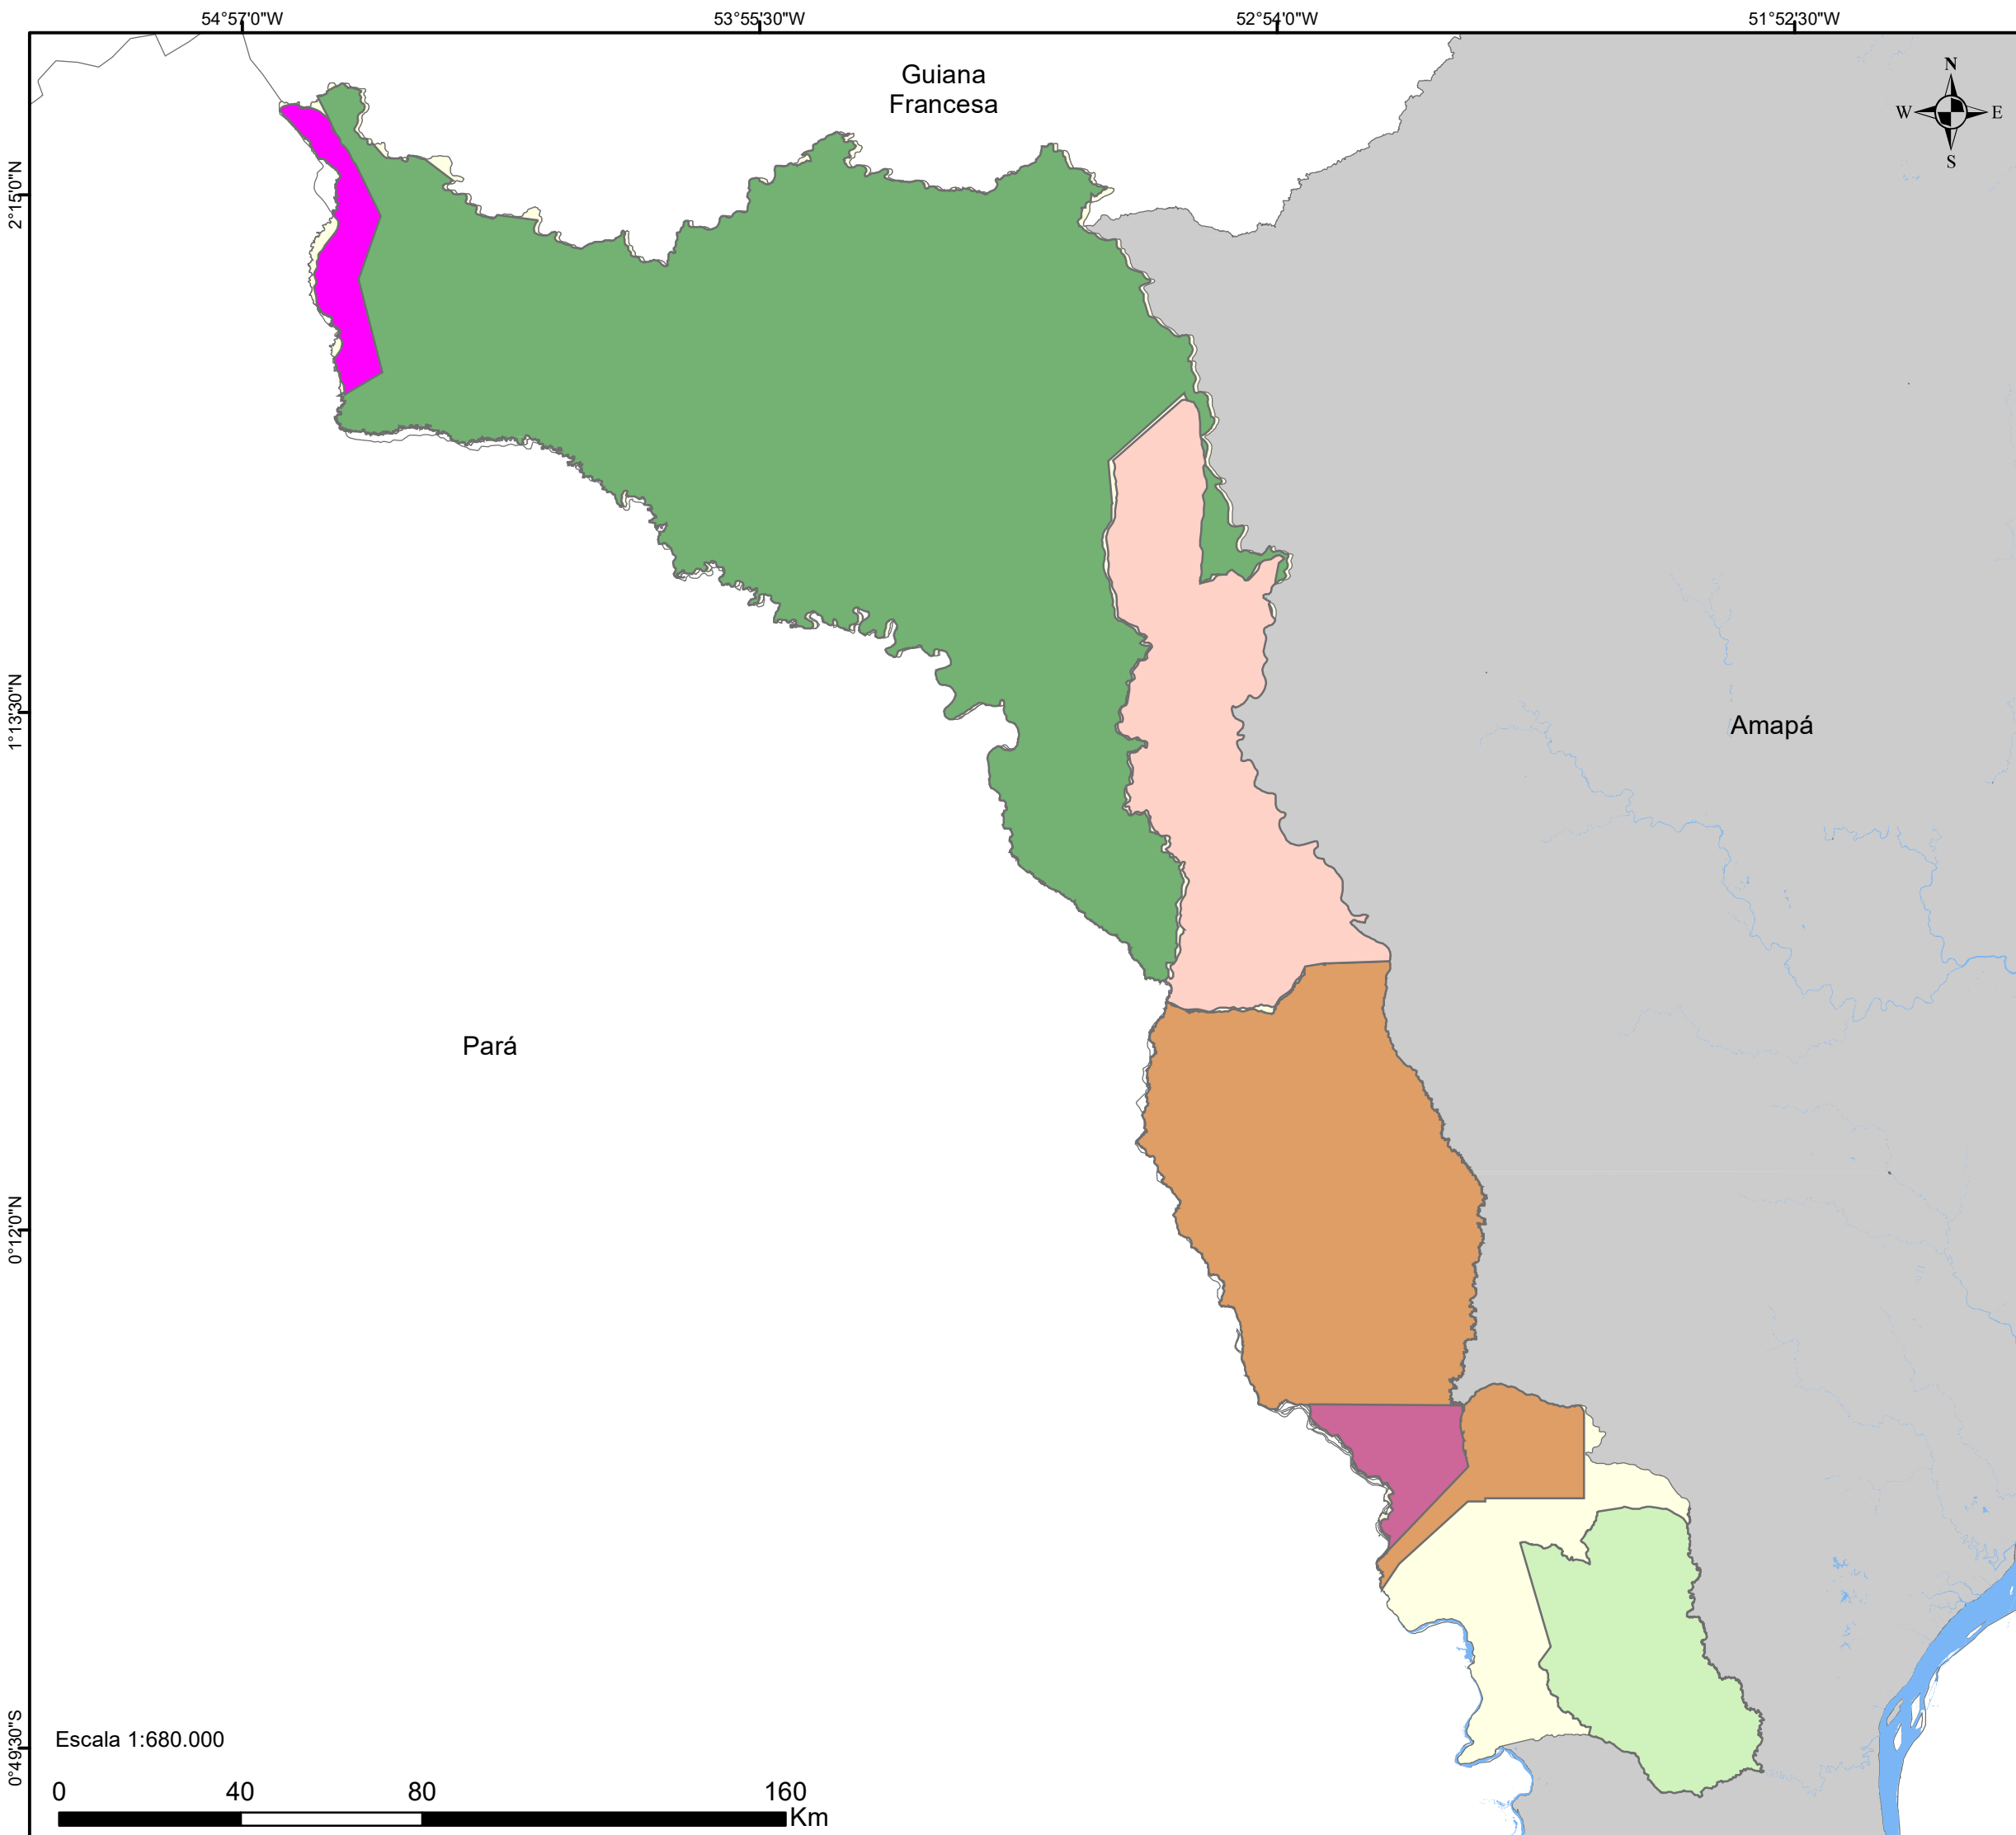 54°57'0"W
53°55'30"W
52°54'0"W
51°52'30"W
Guiana
Francesa
N
W
E
S
2°15'0"N
1°13'30"N
Amapá
Pará
0°12'0"N
0°49'30"S
Escala 1:680.000
0
40
80
160
Km